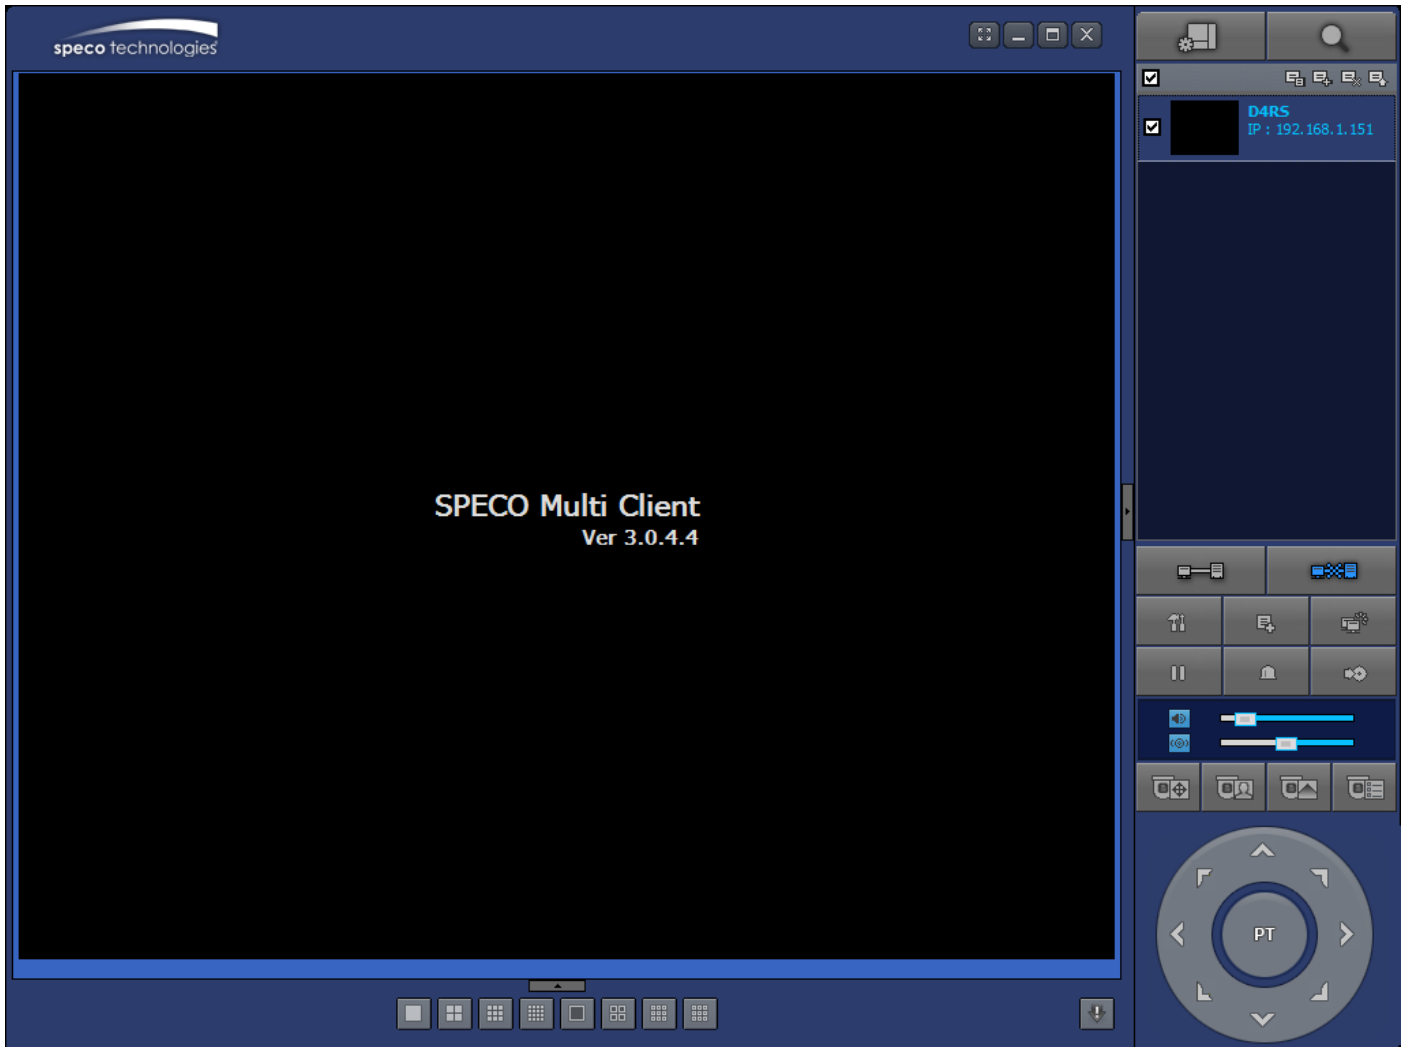 speco technologies
D4RS
IP : 192.168.1.151
SPECO Multi Client
Ver 3.0.4.4
PT